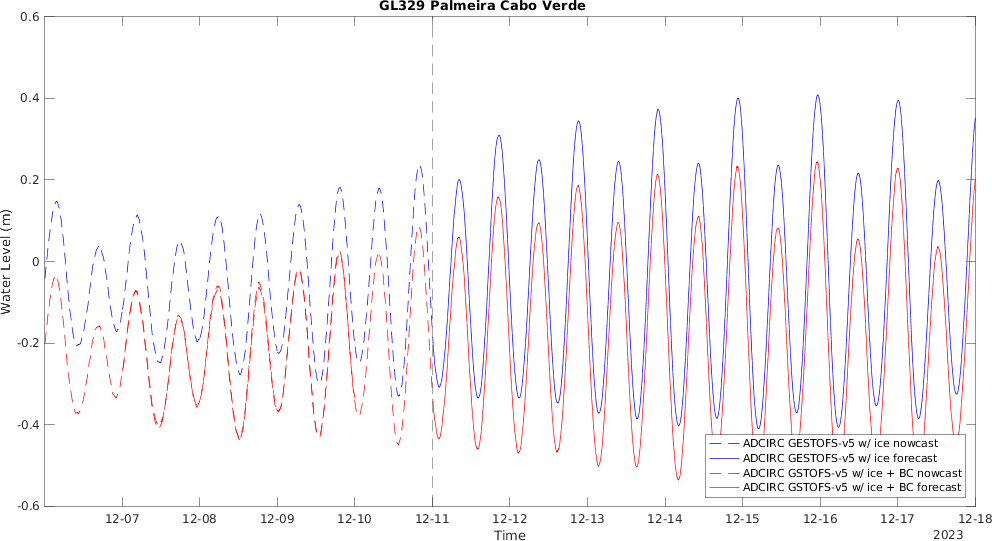 GL329 Palmeira Cabo Verde
0.6
0.4
0.2
0
-0.2
-0.4
-0.6
Water Level (m)
ADCIRC GESTOFS-v5 w/ ice nowcast
ADCIRC GESTOFS-v5 w/ ice forecast
ADCIRC GSTOFS-v5 w/ ice + BC nowcast
ADCIRC GSTOFS-v5 w/ ice + BC forecast
12-07 12-08 12-09 12-10 12-11 12-12 12-13 12-14 12-15 12-16 12-17 12-18
Time
2023